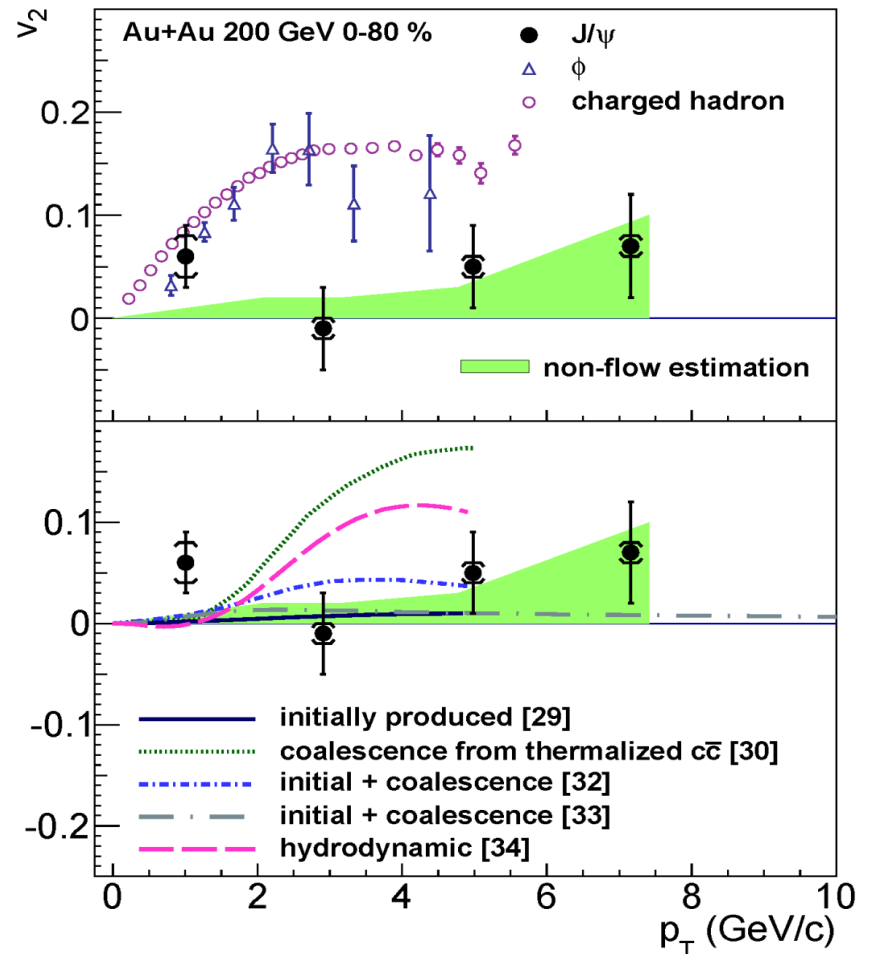 v₂
Au+Au 200 GeV 0-80 %
J/ψ
ϕ
charged hadron
0.2
0.1
0
non-flow estimation
0.1
0
-0.1
-0.2
initially produced [29]
coalescence from thermalized cc̅ [30]
initial + coalescence [32]
initial + coalescence [33]
hydrodynamic [34]
0 2 4 6 8 10
p_T (GeV/c)